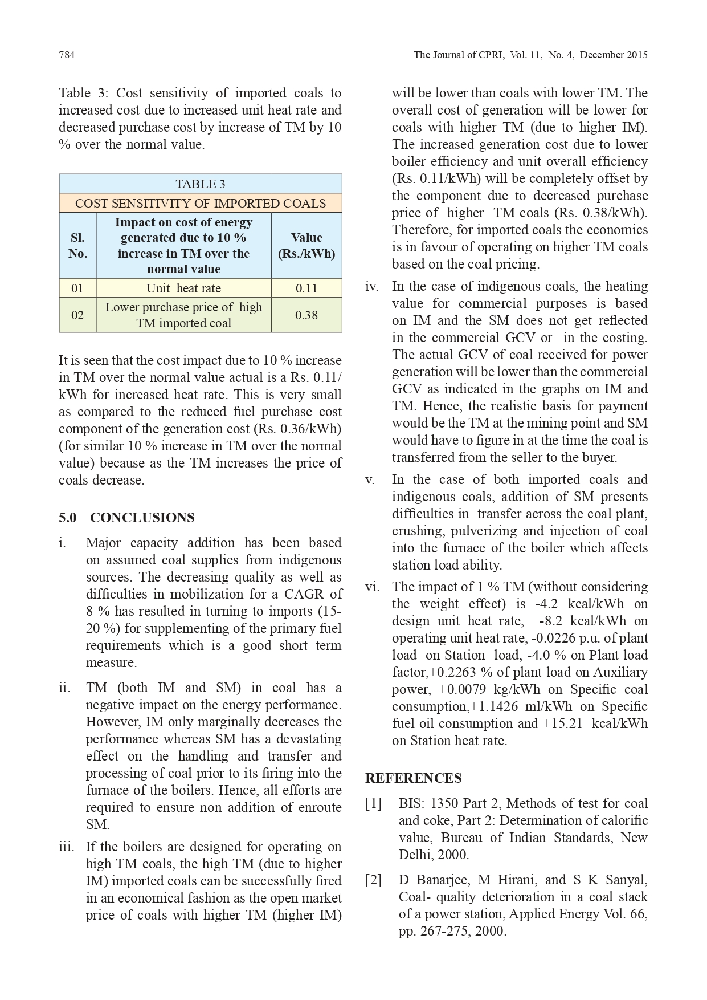 784
The Journal of CPRI, Vol. 11, No. 4, December 2015
Table 3: Cost sensitivity of imported coals to
increased cost due to increased unit heat rate and
decreased purchase cost by increase of TM by 10
% over the normal value.
TABLE 3
COST SENSITIVITY OF IMPORTED COALS
Sl.
No.
Impact on cost of energy
generated due to 10 %
increase in TM over the
normal value
Value
(Rs./kWh)
01 Unit heat rate 0.11
02 Lower purchase price of high
TM imported coal 0.38
It is seen that the cost impact due to 10 % increase
in TM over the normal value actual is a Rs. 0.11/
kWh for increased heat rate. This is very small
as compared to the reduced fuel purchase cost
component of the generation cost (Rs. 0.36/kWh)
(for similar 10 % increase in TM over the normal
value) because as the TM increases the price of
coals decrease.
5.0 CONCLUSIONS
i. Major capacity addition has been based
on assumed coal supplies from indigenous
sources. The decreasing quality as well as
difficulties in mobilization for a CAGR of
8 % has resulted in turning to imports (15-
20 %) for supplementing of the primary fuel
requirements which is a good short term
measure.
ii. TM (both IM and SM) in coal has a
negative impact on the energy performance.
However, IM only marginally decreases the
performance whereas SM has a devastating
effect on the handling and transfer and
processing of coal prior to its firing into the
furnace of the boilers. Hence, all efforts are
required to ensure non addition of enroute
SM.
iii. If the boilers are designed for operating on
high TM coals, the high TM (due to higher
IM) imported coals can be successfully fired
in an economical fashion as the open market
price of coals with higher TM (higher IM)
will be lower than coals with lower TM. The
overall cost of generation will be lower for
coals with higher TM (due to higher IM).
The increased generation cost due to lower
boiler efficiency and unit overall efficiency
(Rs. 0.11/kWh) will be completely offset by
the component due to decreased purchase
price of higher TM coals (Rs. 0.38/kWh).
Therefore, for imported coals the economics
is in favour of operating on higher TM coals
based on the coal pricing.
iv. In the case of indigenous coals, the heating
value for commercial purposes is based
on IM and the SM does not get reflected
in the commercial GCV or in the costing.
The actual GCV of coal received for power
generation will be lower than the commercial
GCV as indicated in the graphs on IM and
TM. Hence, the realistic basis for payment
would be the TM at the mining point and SM
would have to figure in at the time the coal is
transferred from the seller to the buyer.
v. In the case of both imported coals and
indigenous coals, addition of SM presents
difficulties in transfer across the coal plant,
crushing, pulverizing and injection of coal
into the furnace of the boiler which affects
station load ability.
vi. The impact of 1 % TM (without considering
the weight effect) is -4.2 kcal/kWh on
design unit heat rate, -8.2 kcal/kWh on
operating unit heat rate, -0.0226 p.u. of plant
load on Station load, -4.0 % on Plant load
factor,+0.2263 % of plant load on Auxiliary
power, +0.0079 kg/kWh on Specific coal
consumption,+1.1426 ml/kWh on Specific
fuel oil consumption and +15.21 kcal/kWh
on Station heat rate.
REFERENCES
[1] BIS: 1350 Part 2, Methods of test for coal
and coke, Part 2: Determination of calorific
value, Bureau of Indian Standards, New
Delhi, 2000.
[2] D Banarjee, M Hirani, and S K Sanyal,
Coal- quality deterioration in a coal stack
of a power station, Applied Energy Vol. 66,
pp. 267-275, 2000.